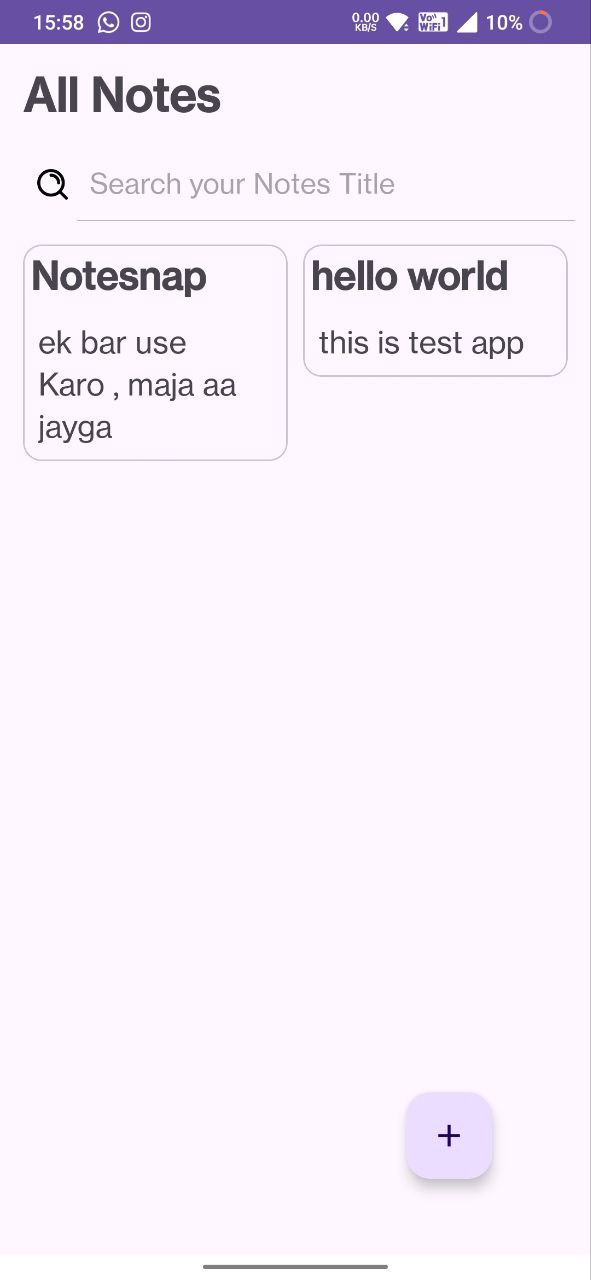 15:58 0.00 KB/S Vo)) WiFi 1 10%
All Notes
Search your Notes Title
Notesnap
ek bar use
Karo , maja aa
jayga
hello world
this is test app
+